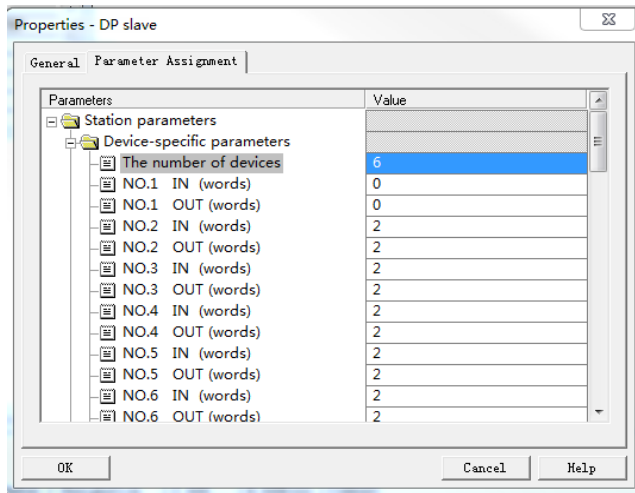 Properties - DP slave
General Parameter Assignment
Parameters Value
Station parameters
Device-specific parameters
The number of devices 6
NO.1 IN (words) 0
NO.1 OUT (words) 0
NO.2 IN (words) 2
NO.2 OUT (words) 2
NO.3 IN (words) 2
NO.3 OUT (words) 2
NO.4 IN (words) 2
NO.4 OUT (words) 2
NO.5 IN (words) 2
NO.5 OUT (words) 2
NO.6 IN (words) 2
NO.6 OUT (words) 2
OK Cancel Help